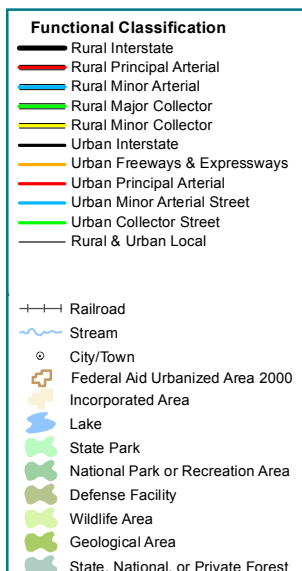 Functional Classification
Rural Interstate
Rural Principal Arterial
Rural Minor Arterial
Rural Major Collector
Rural Minor Collector
Urban Interstate
Urban Freeways & Expressways
Urban Principal Arterial
Urban Minor Arterial Street
Urban Collector Street
Rural & Urban Local
Railroad
Stream
City/Town
Federal Aid Urbanized Area 2000
Incorporated Area
Lake
State Park
National Park or Recreation Area
Defense Facility
Wildlife Area
Geological Area
State, National, or Private Forest